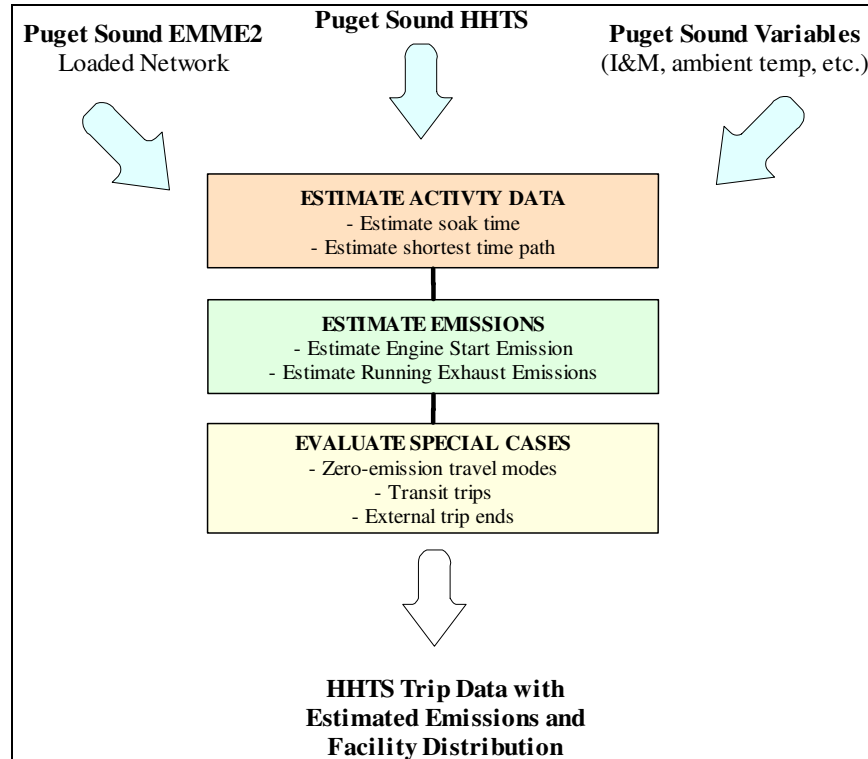 Puget Sound EMME2
Loaded Network
Puget Sound HHTS
Puget Sound Variables
(I&M, ambient temp, etc.)
ESTIMATE ACTIVTY DATA
- Estimate soak time
- Estimate shortest time path
ESTIMATE EMISSIONS
- Estimate Engine Start Emission
- Estimate Running Exhaust Emissions
EVALUATE SPECIAL CASES
- Zero-emission travel modes
- Transit trips
- External trip ends
HHTS Trip Data with
Estimated Emissions and
Facility Distribution